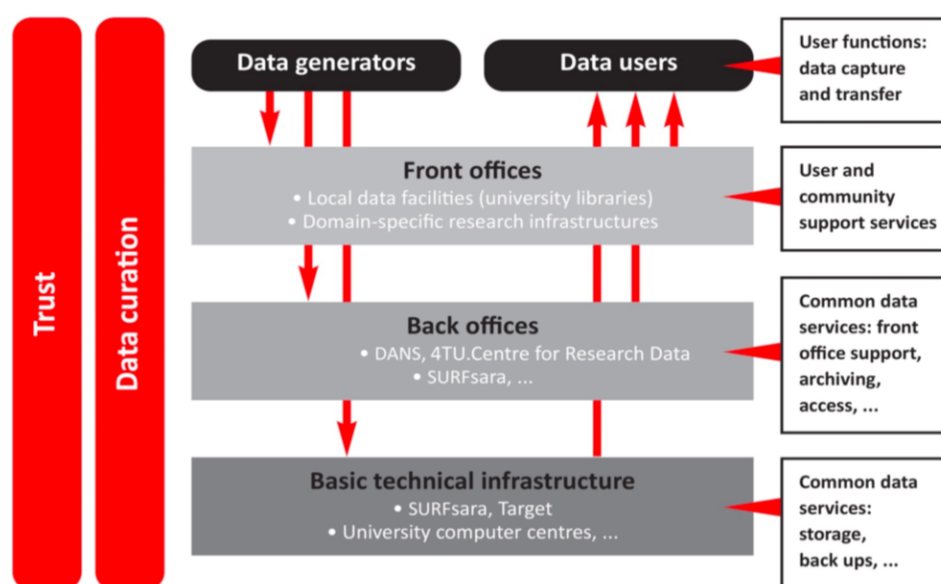 Trust
Data curation
Data generators
Data users
User functions:
data capture
and transfer
Front offices
• Local data facilities (university libraries)
• Domain-specific research infrastructures
User and
community
support services
Back offices
• DANS, 4TU.Centre for Research Data
• SURFsara, ...
Common data
services: front
office support,
archiving,
access, ...
Basic technical infrastructure
• SURFsara, Target
• University computer centres, ...
Common data
services:
storage,
back ups, ...